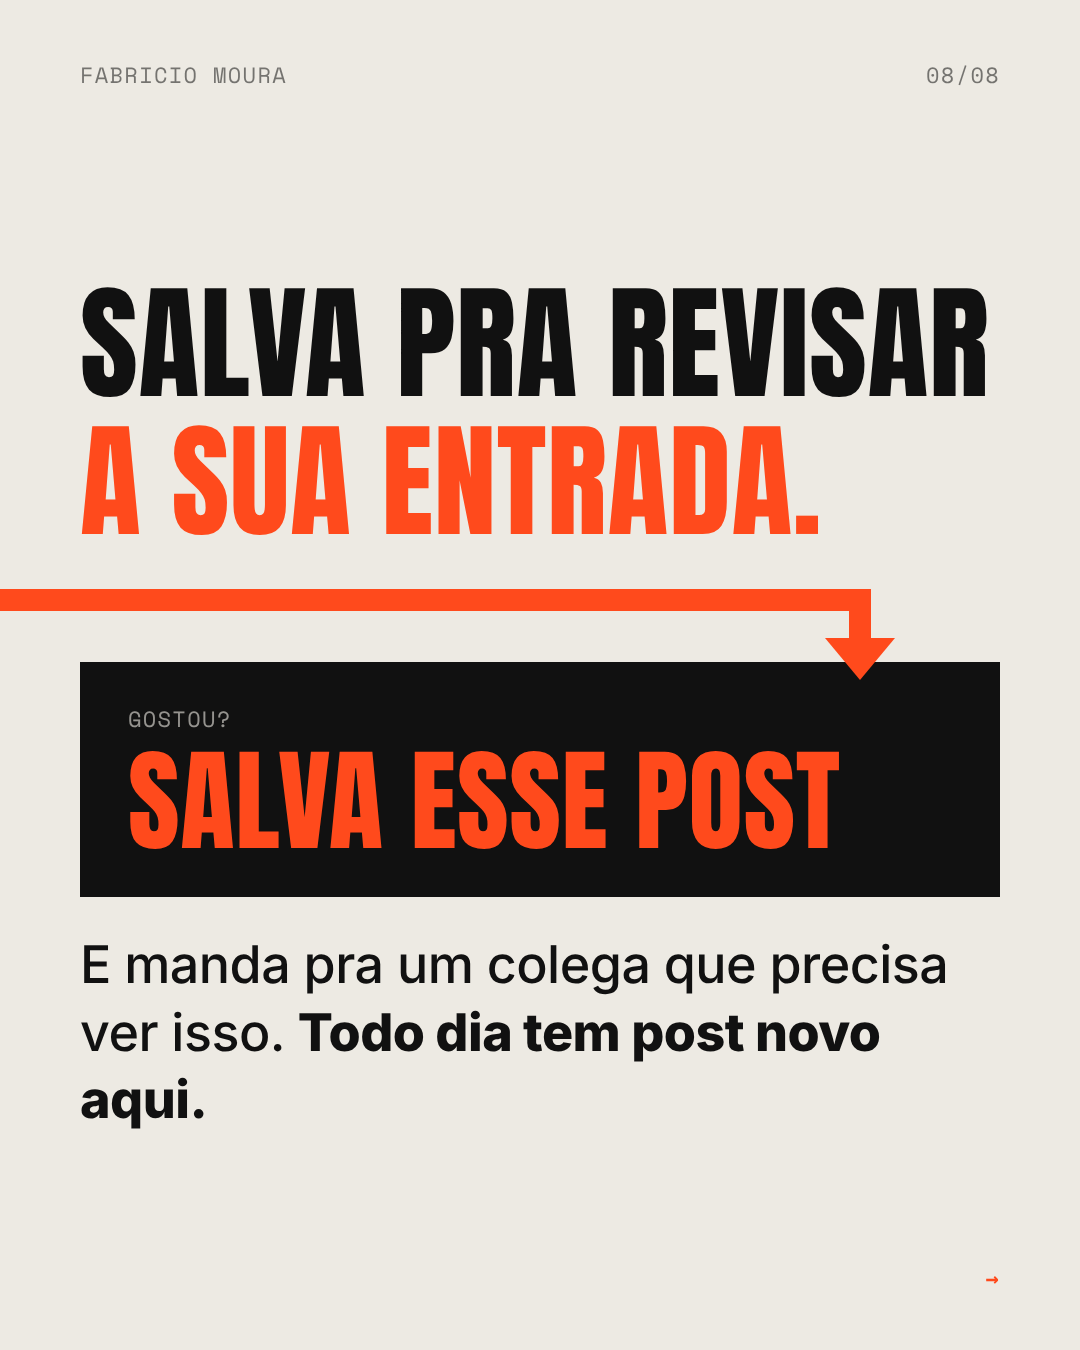 FABRICIO MOURA
08/08
SALVA PRA REVISAR
A SUA ENTRADA.
GOSTOU?
SALVA ESSE POST
E manda pra um colega que precisa
ver isso. Todo dia tem post novo
aqui.
→